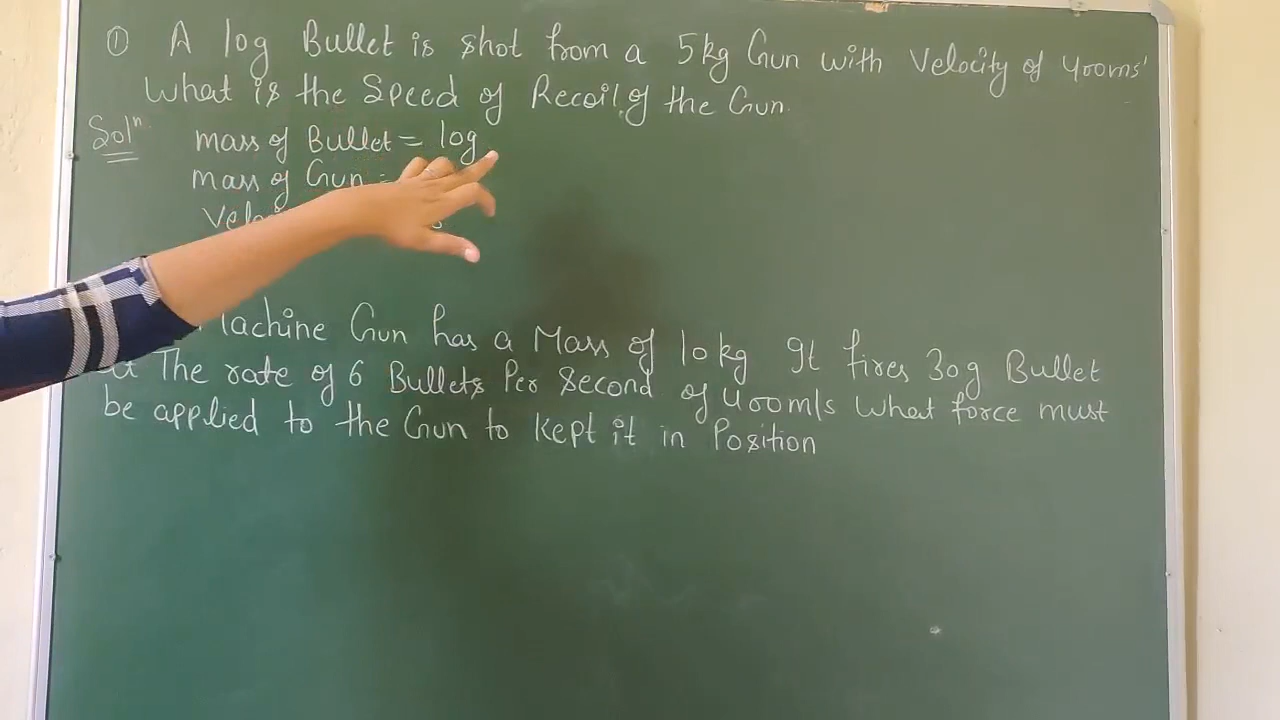 ① A 10g Bullet is shot from a 5kg Gun with Velocity of 400ms'
What is the Speed of Recoil of the Gun.
Solⁿ mass of Bullet = 10g
mass of Gun =
Machine Gun has a Mass of 10kg 9t fires 30g Bullet
The rate of 6 Bullets Per Second of 400m/s What force must
be applied to the Gun to kept it in Position